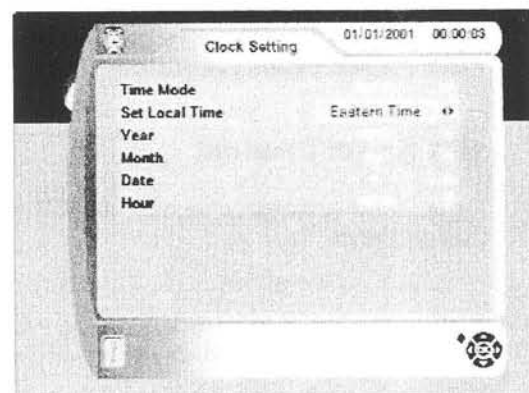 Clock Setting
01/01/2001 00:00:03
Time Mode
Set Local Time Eastern Time
Year
Month
Date
Hour